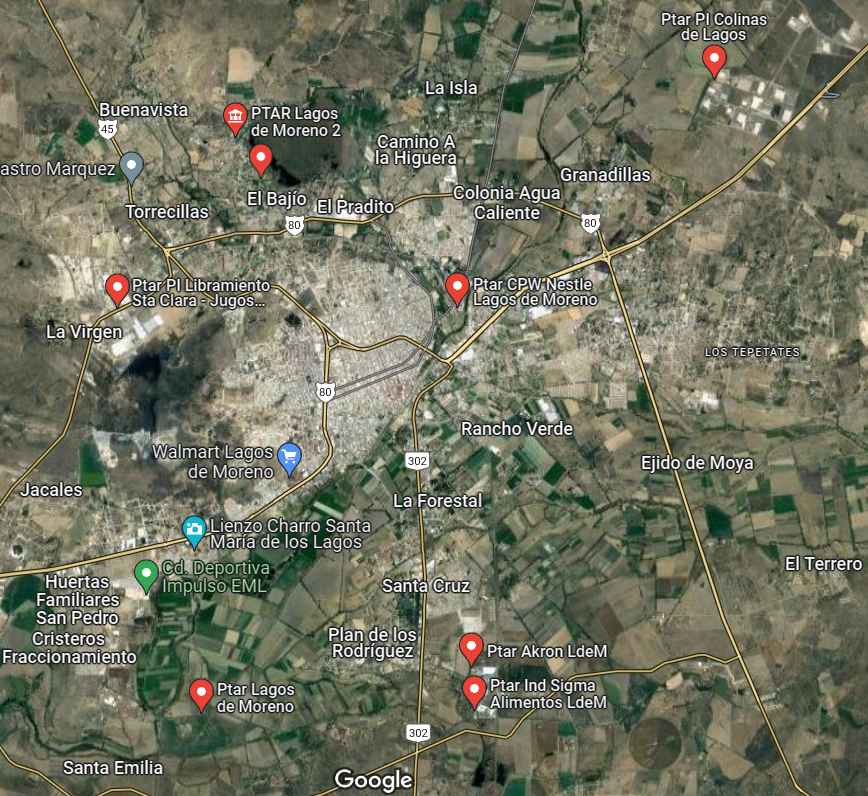 Ptar PI Colinas
de Lagos
La Isla
Buenavista
45
PTAR Lagos
de Moreno 2
Camino A
la Higuera
astro Marquez
Granadillas
El Bajío
El Pradito
Colonia Agua
Caliente
Torrecillas
80
80
Ptar PI Libramiento
Sta Clara - Jugos...
Ptar CPW Nestle
Lagos de Moreno
La Virgen
LOS TEPETATES
80
Rancho Verde
Walmart Lagos
de Moreno
302
Ejido de Moya
Jacales
La Forestal
Lienzo Charro Santa
María de los Lagos
El Terrero
Cd. Deportiva
Impulso EML
Huertas
Familiares
San Pedro
Santa Cruz
Cristeros
Fraccionamiento
Plan de los
Rodríguez
Ptar Akron LdeM
Ptar Lagos
de Moreno
Ptar Ind Sigma
Alimentos LdeM
302
Santa Emilia
Google